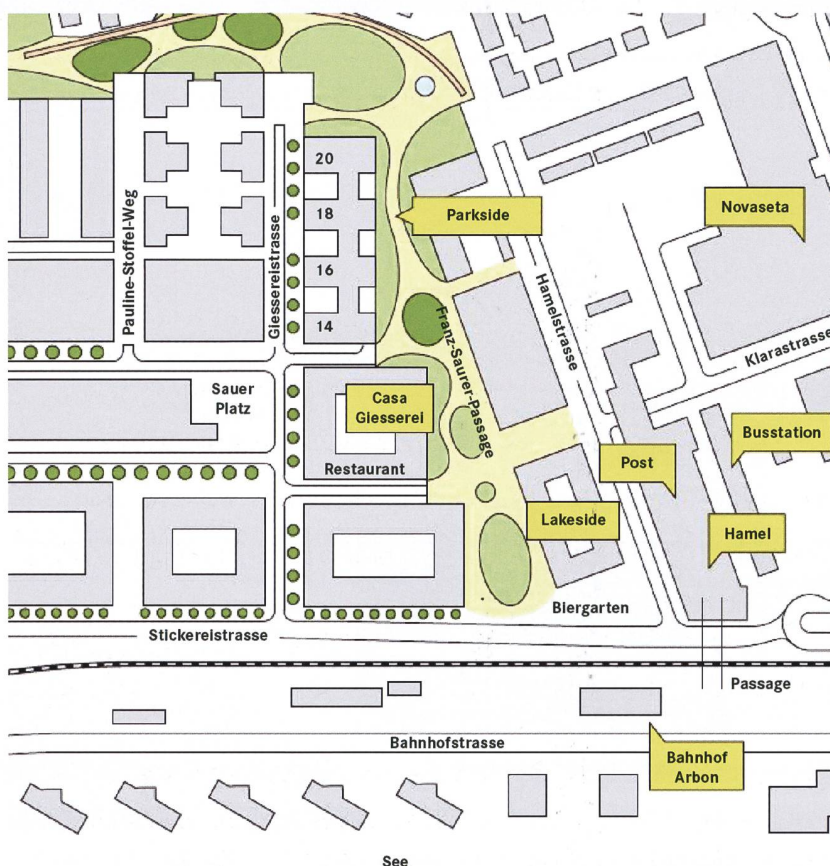 20
18
16
14
Parkside
Novaseta
Pauline-Stoffel-Weg
Giessereistrasse
Hamelstrasse
Franz-Saurer-Passage
Klarastrasse
Sauer
Platz
Casa
Giesserei
Restaurant
Busstation
Post
Lakeside
Hamel
Biergarten
Stickereistrasse
Passage
Bahnhofstrasse
Bahnhof
Arbon
See